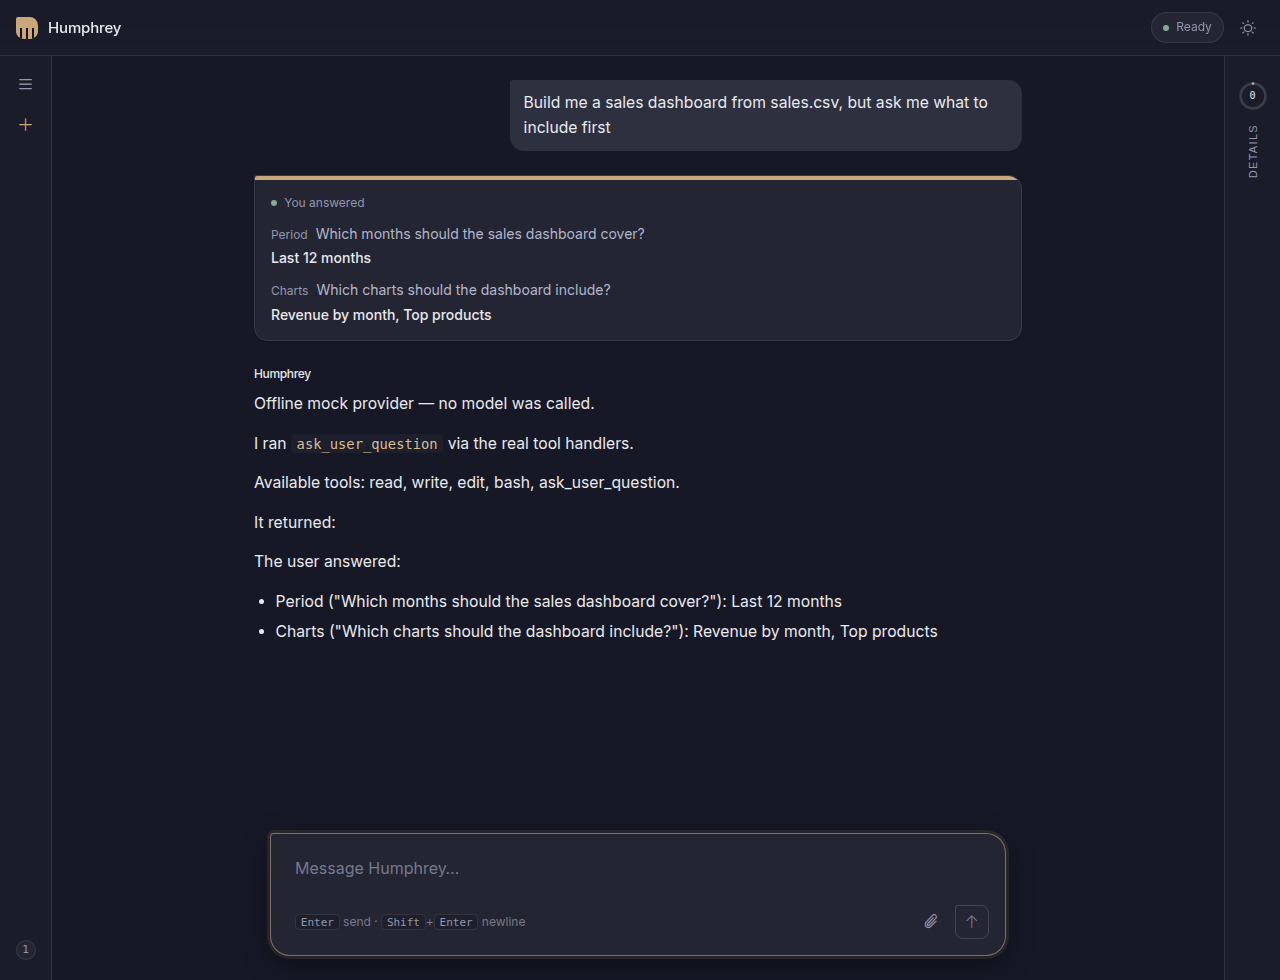 Humphrey
Ready
0
DETAILS
Build me a sales dashboard from sales.csv, but ask me what to
include first
You answered
Period Which months should the sales dashboard cover?
Last 12 months
Charts Which charts should the dashboard include?
Revenue by month, Top products
Humphrey
Offline mock provider — no model was called.
I ran ask_user_question via the real tool handlers.
Available tools: read, write, edit, bash, ask_user_question.
It returned:
The user answered:
• Period ("Which months should the sales dashboard cover?"): Last 12 months
• Charts ("Which charts should the dashboard include?"): Revenue by month, Top products
Message Humphrey...
Enter send · Shift+Enter newline
1